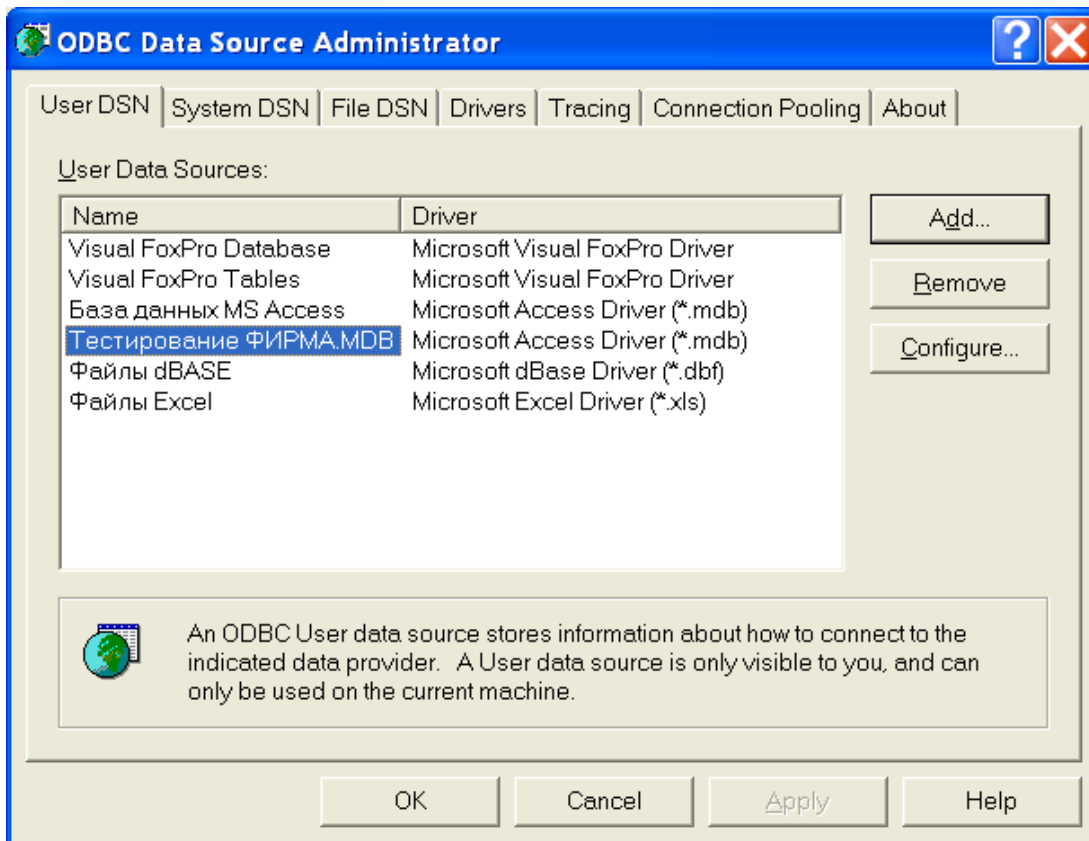 ODBC Data Source Administrator
User DSN System DSN File DSN Drivers Tracing Connection Pooling About
User Data Sources:
Name Driver
Visual FoxPro Database Microsoft Visual FoxPro Driver
Visual FoxPro Tables Microsoft Visual FoxPro Driver
База данных MS Access Microsoft Access Driver (*.mdb)
Тестирование ФИРМА.MDB Microsoft Access Driver (*.mdb)
Файлы dBASE Microsoft dBase Driver (*.dbf)
Файлы Excel Microsoft Excel Driver (*.xls)
Add...
Remove
Configure...
An ODBC User data source stores information about how to connect to the
indicated data provider. A User data source is only visible to you, and can
only be used on the current machine.
OK Cancel Apply Help